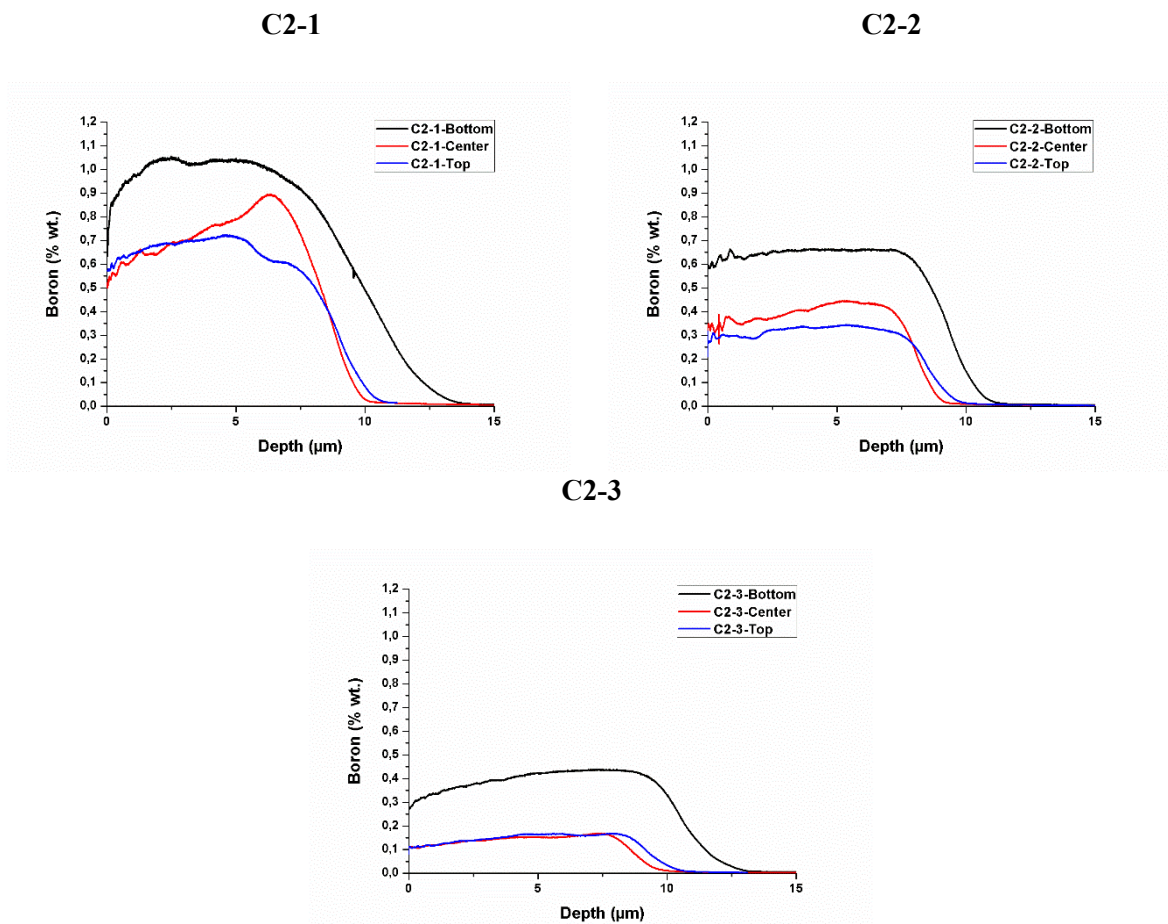 C2-1
C2-1-Bottom
C2-1-Center
C2-1-Top
Boron (% wt.)
1,2
1,1
1,0
0,9
0,8
0,7
0,6
0,5
0,4
0,3
0,2
0,1
0,0
0 5 10 15
Depth (µm)
C2-2
C2-2-Bottom
C2-2-Center
C2-2-Top
Boron (% wt.)
1,2
1,1
1,0
0,9
0,8
0,7
0,6
0,5
0,4
0,3
0,2
0,1
0,0
0 5 10 15
Depth (µm)
C2-3
C2-3-Bottom
C2-3-Center
C2-3-Top
Boron (% wt.)
1,2
1,1
1,0
0,9
0,8
0,7
0,6
0,5
0,4
0,3
0,2
0,1
0,0
0 5 10 15
Depth (µm)